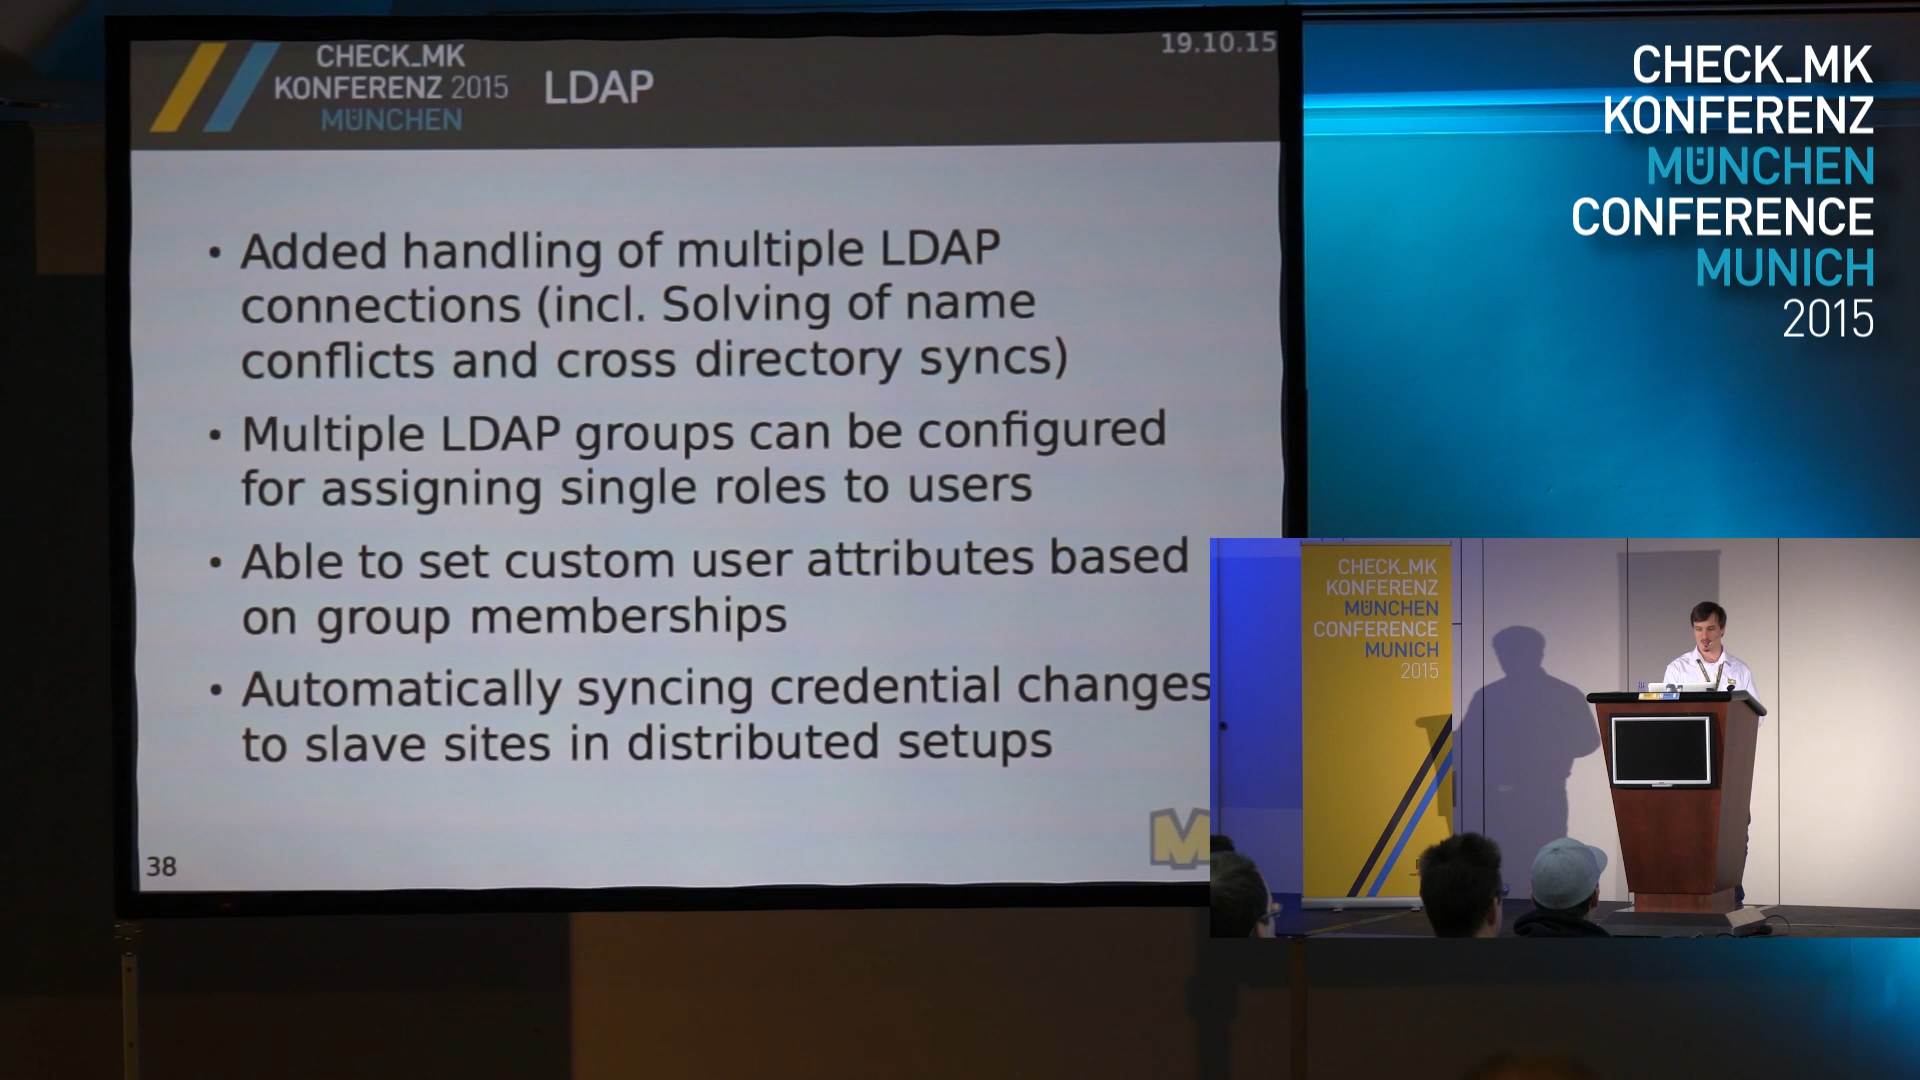 CHECK_MK
KONFERENZ 2015
MÜNCHEN
LDAP
19.10.15
• Added handling of multiple LDAP
connections (incl. Solving of name
conflicts and cross directory syncs)
• Multiple LDAP groups can be configured
for assigning single roles to users
• Able to set custom user attributes based
on group memberships
• Automatically syncing credential changes
to slave sites in distributed setups
38
M
CHECK_MK
KONFERENZ
MÜNCHEN
CONFERENCE
MUNICH
2015
CHECK_MK
KONFERENZ
MÜNCHEN
CONFERENCE
MUNICH
2015